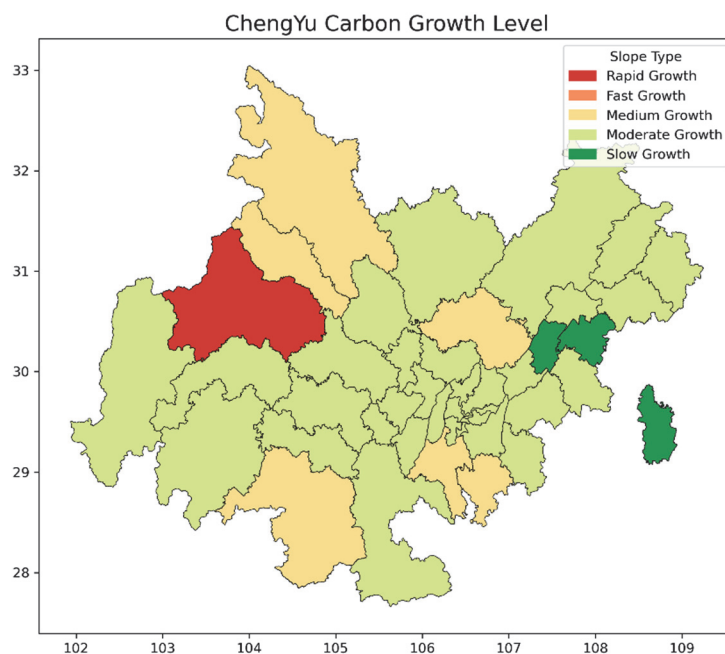 ChengYu Carbon Growth Level
Slope Type
Rapid Growth
Fast Growth
Medium Growth
Moderate Growth
Slow Growth
33
32
31
30
29
28
102 103 104 105 106 107 108 109